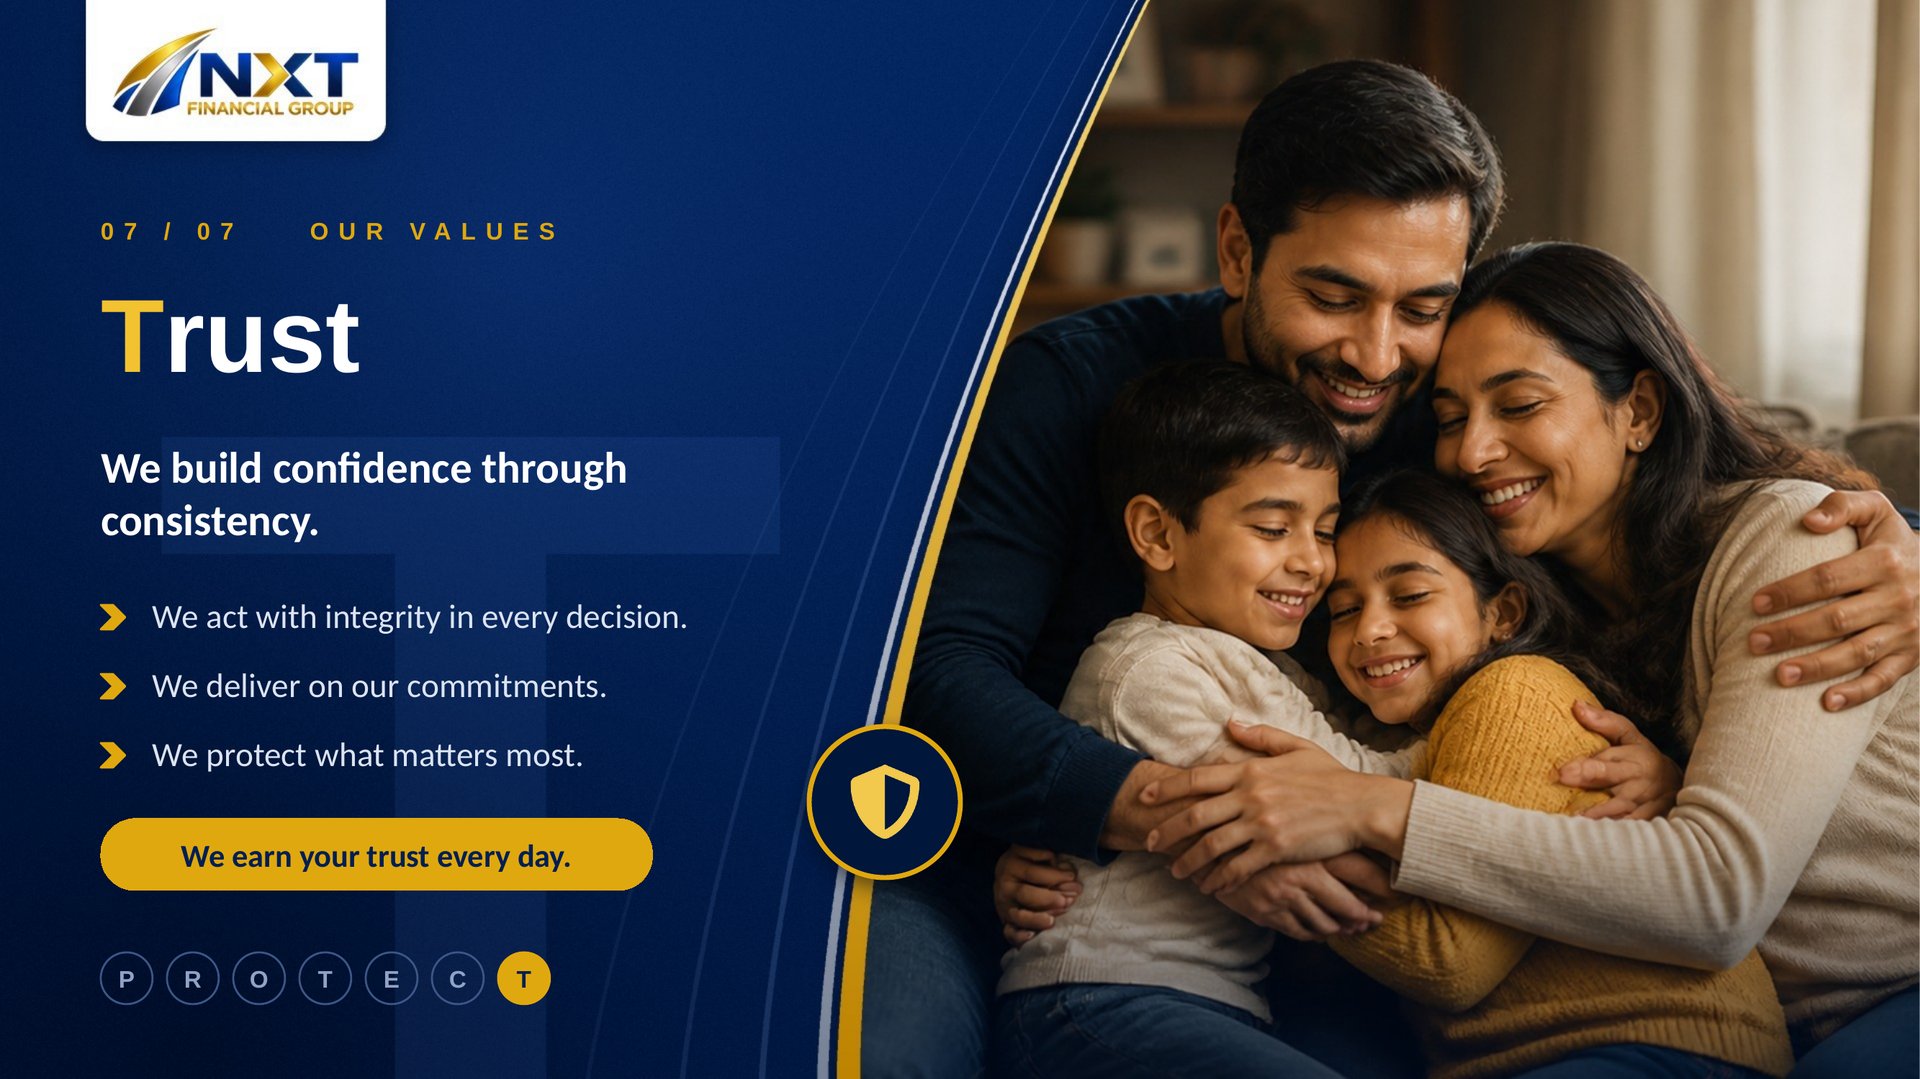 NXT
FINANCIAL GROUP
07 / 07 OUR VALUES
Trust
We build confidence through
consistency.
We act with integrity in every decision.
We deliver on our commitments.
We protect what matters most.
We earn your trust every day.
P R O T E C T